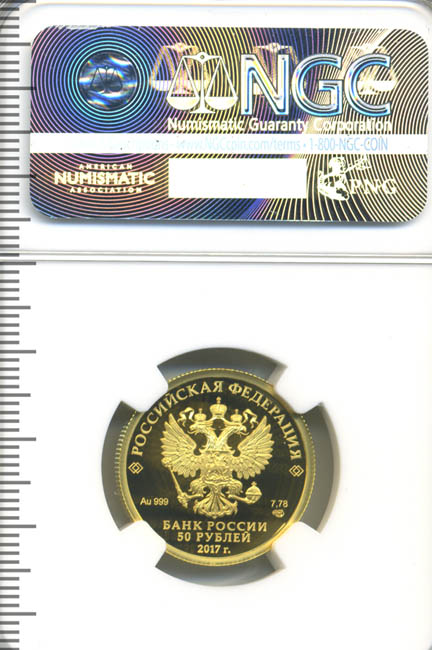 NGC
Numismatic Guaranty Corporation
www.NGCcoin.com/terms • 1-800-NGC-COIN
AMERICAN
NUMISMATIC
ASSOCIATION
PNG
РОССИЙСКАЯ ФЕДЕРАЦИЯ
Au 999
7,78
БАНК РОССИИ
50 РУБЛЕЙ
2017 г.